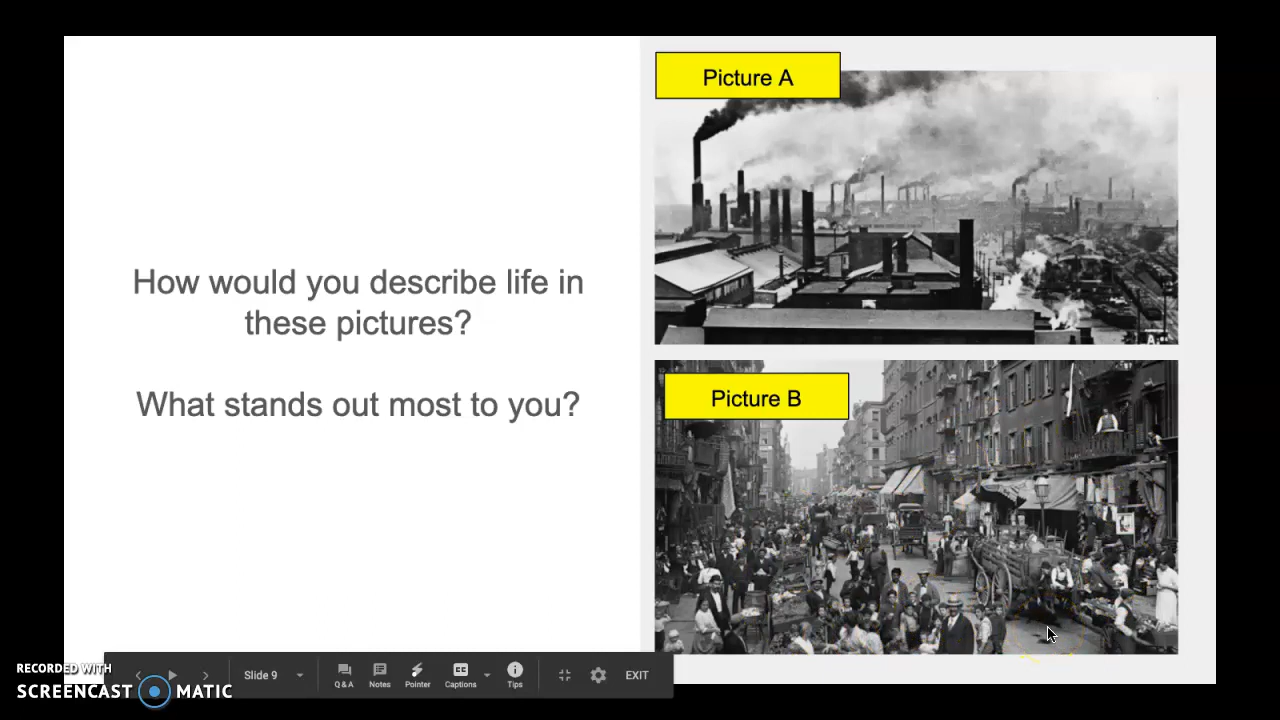 Picture A
How would you describe life in
these pictures?
What stands out most to you?
Picture B
RECORDED WITH
SCREENCAST MATIC
Slide 9
Q & A
Notes
Pointer
CC
Captions
Tips
EXIT